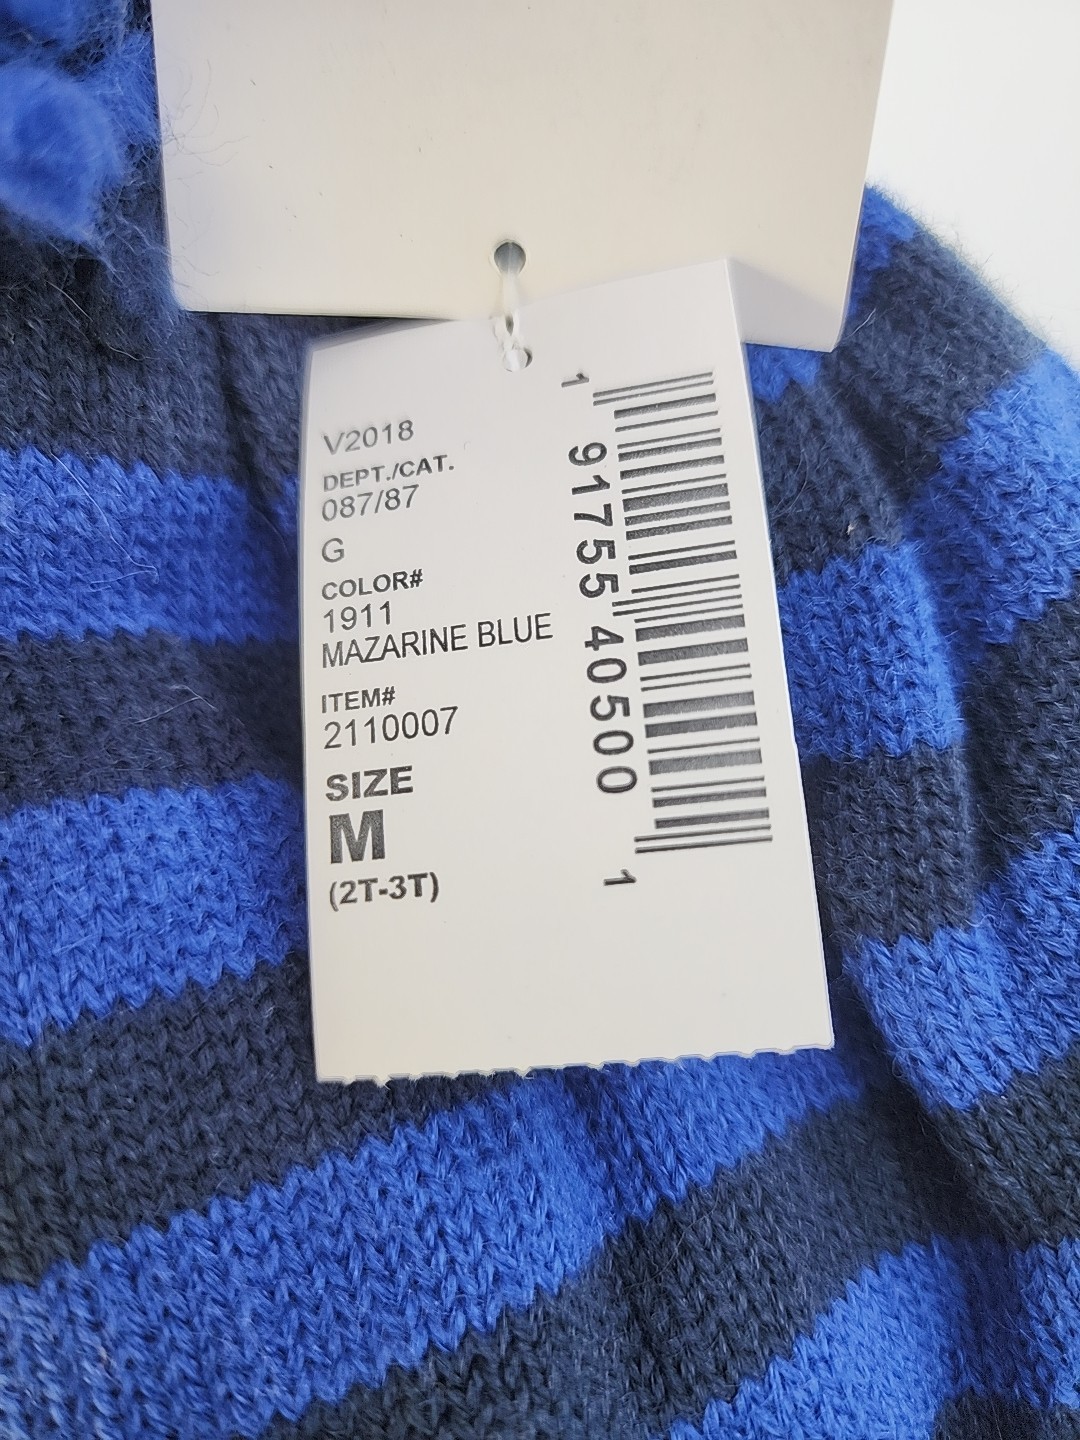 V2018
DEPT./CAT.
087/87
G
COLOR#
1911
MAZARINE BLUE
ITEM#
2110007
SIZE
M
(2T-3T)
1 91755 40500 1